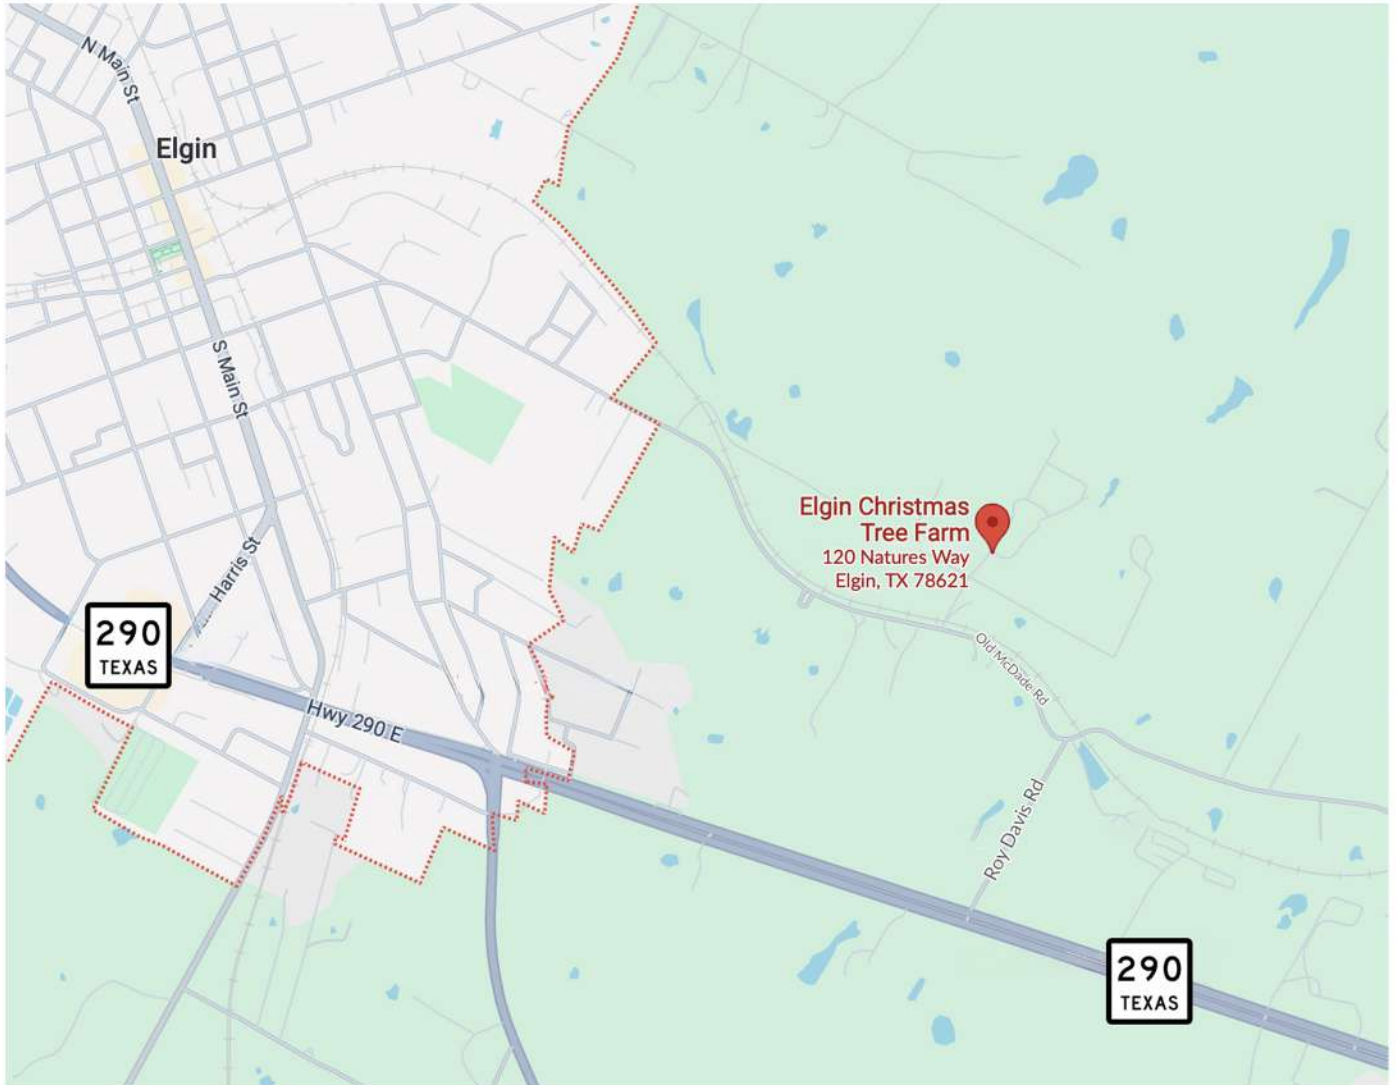 N Main St
Elgin
S Main St
Elgin Christmas
Tree Farm
120 Natures Way
Elgin, TX 78621
Harris St
290
TEXAS
Old McDade Rd
Hwy 290 E
Roy Davis Rd
290
TEXAS